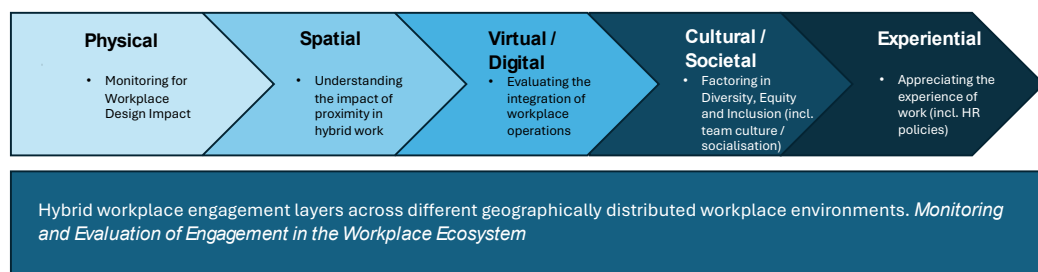 Physical
• Monitoring for
Workplace
Design Impact
Spatial
• Understanding
the impact of
proximity in
hybrid work
Virtual /
Digital
• Evaluating the
integration of
workplace
operations
Cultural /
Societal
• Factoring in
Diversity, Equity
and Inclusion (incl.
team culture /
socialisation)
Experiential
• Appreciating the
experience of
work (incl. HR
policies)
Hybrid workplace engagement layers across different geographically distributed workplace environments. Monitoring
and Evaluation of Engagement in the Workplace Ecosystem